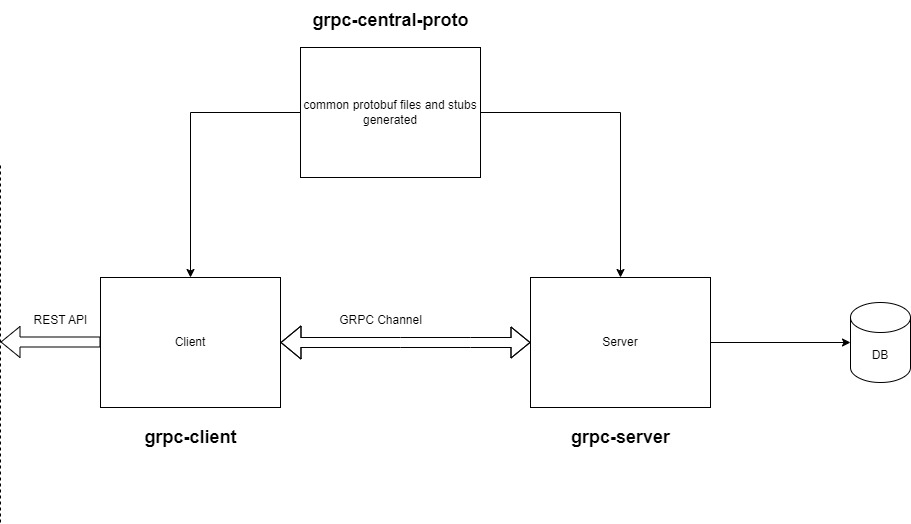 grpc-central-proto
common protobuf files and stubs
generated
REST API
GRPC Channel
Client
Server
DB
grpc-client
grpc-server